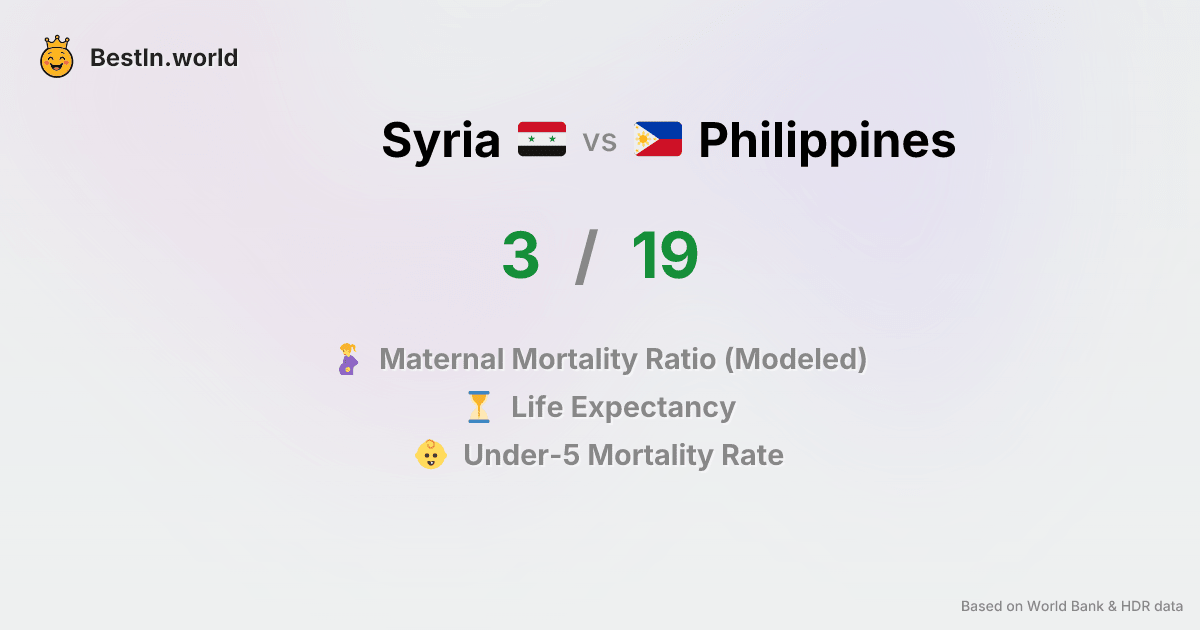 BestIn.world
Syria vs Philippines
3 / 19
Maternal Mortality Ratio (Modeled)
Life Expectancy
Under-5 Mortality Rate
Based on World Bank & HDR data